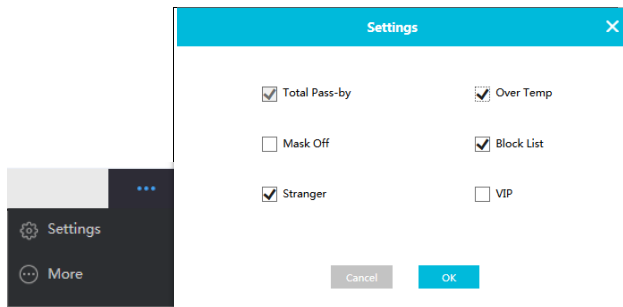 Settings
Total Pass-by
Over Temp
Mask Off
Block List
Stranger
VIP
Cancel
OK
Settings
More